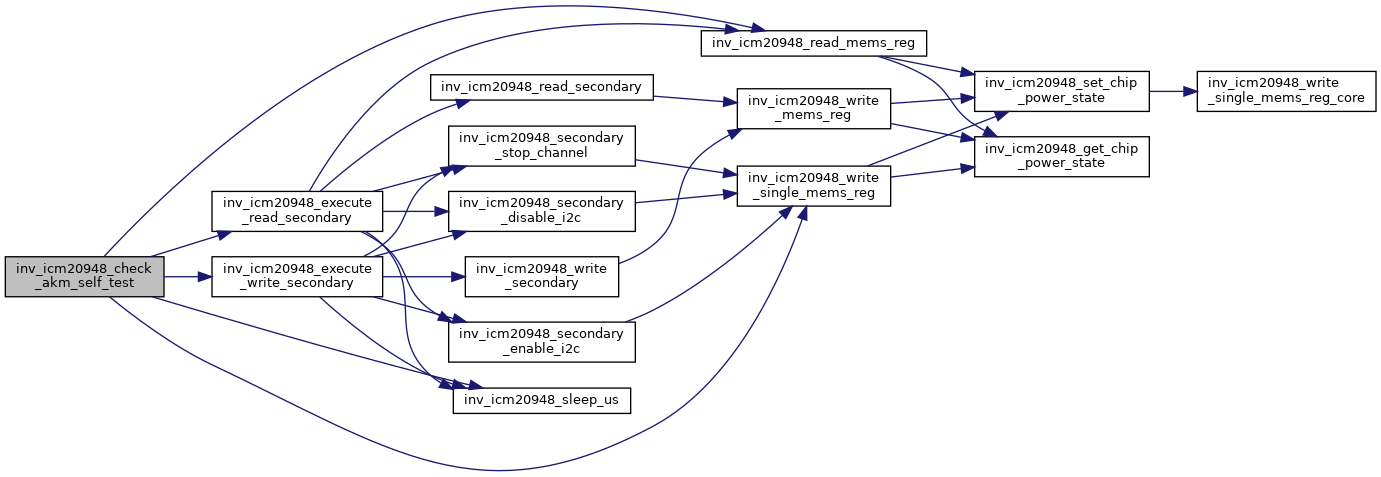 inv_icm20948_check
_akm_self_test
inv_icm20948_execute
_read_secondary
inv_icm20948_execute
_write_secondary
inv_icm20948_read_secondary
inv_icm20948_secondary
_stop_channel
inv_icm20948_secondary
_disable_i2c
inv_icm20948_write
_secondary
inv_icm20948_secondary
_enable_i2c
inv_icm20948_sleep_us
inv_icm20948_read_mems_reg
inv_icm20948_write
_mems_reg
inv_icm20948_write
_single_mems_reg
inv_icm20948_set_chip
_power_state
inv_icm20948_get_chip
_power_state
inv_icm20948_write
_single_mems_reg_core